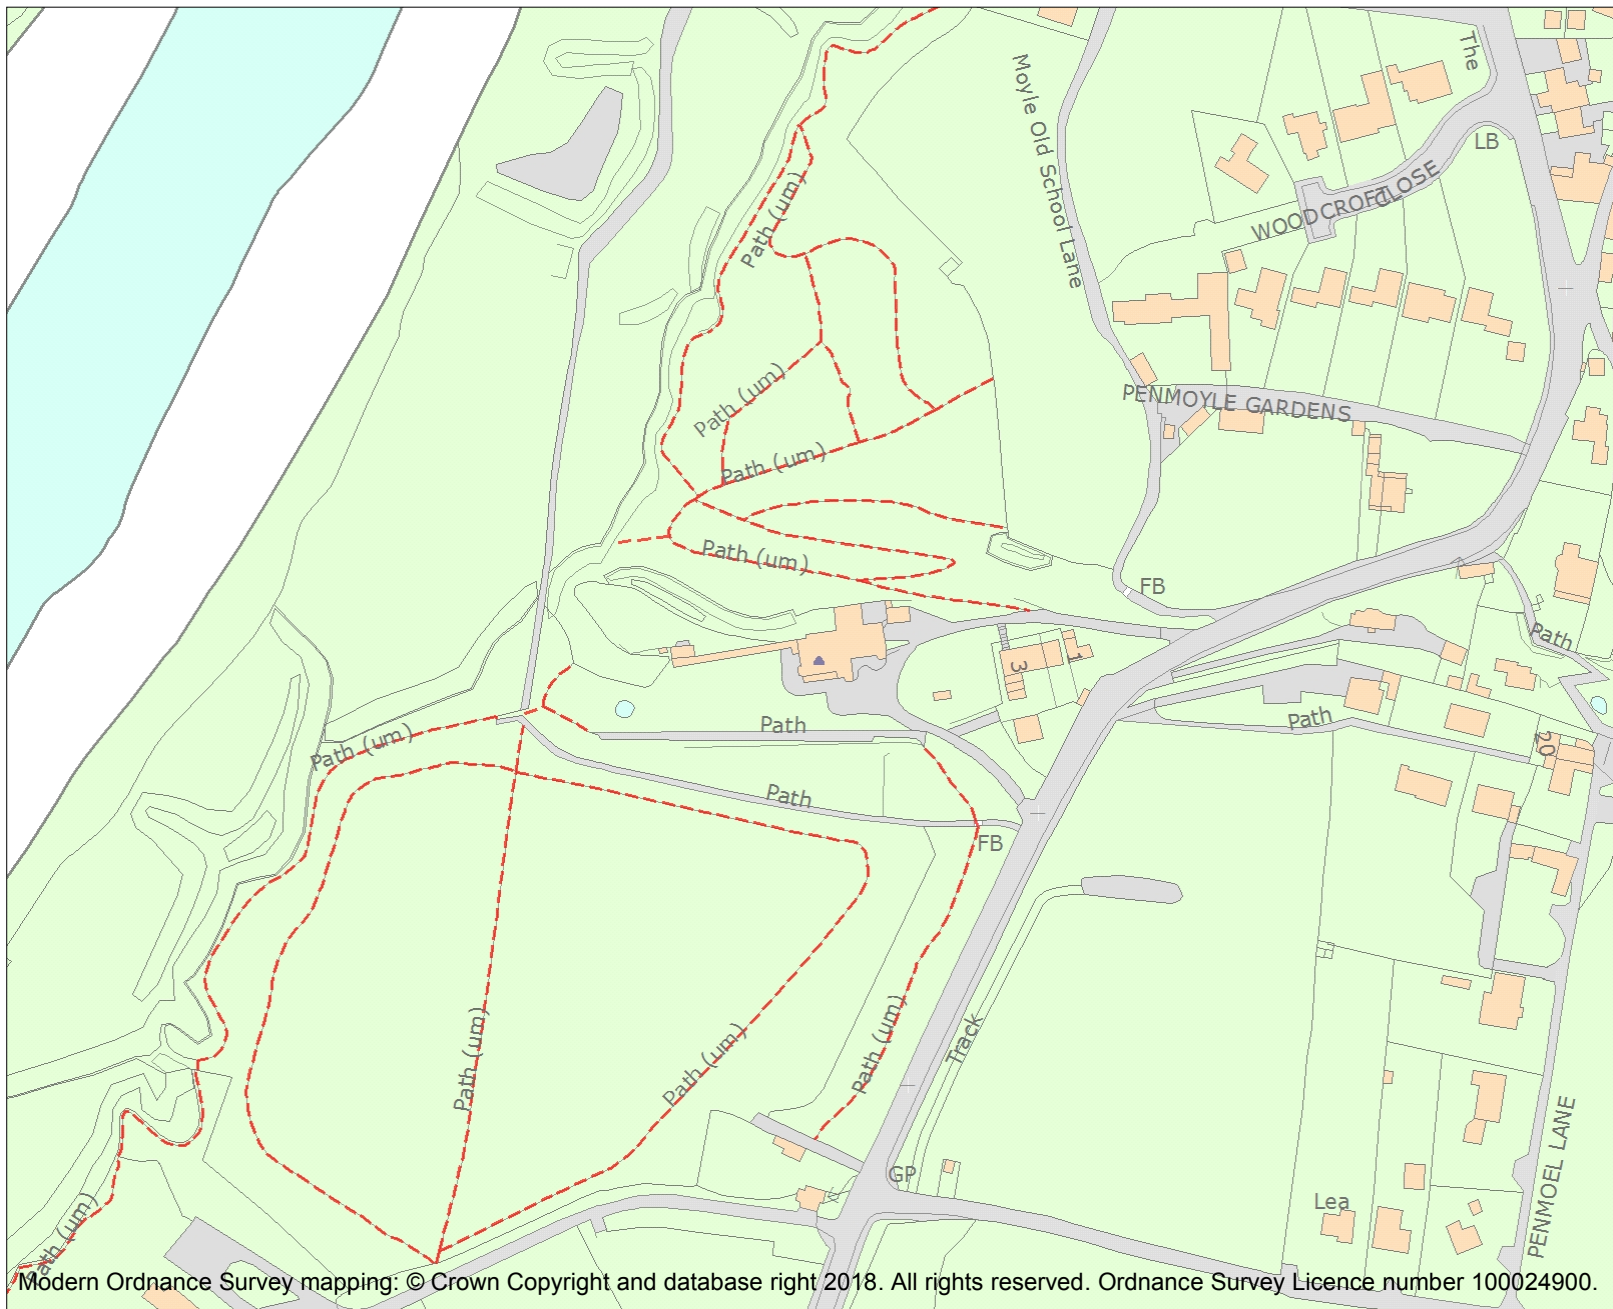 The
Moyle Old School Lane
LB
WOODCROFT CLOSE
Path (um)
PENMOYLE GARDENS
Path (um)
Path (um)
Path (um)
FB
Path
3
1
Path
Path
Path (um)
20
Path
FB
Path (um)
Path (um)
Path (um)
Track
GP
Lea
PENMOEL LANE
Path (um)
Modern Ordnance Survey mapping: © Crown Copyright and database right 2018. All rights reserved. Ordnance Survey Licence number 100024900.